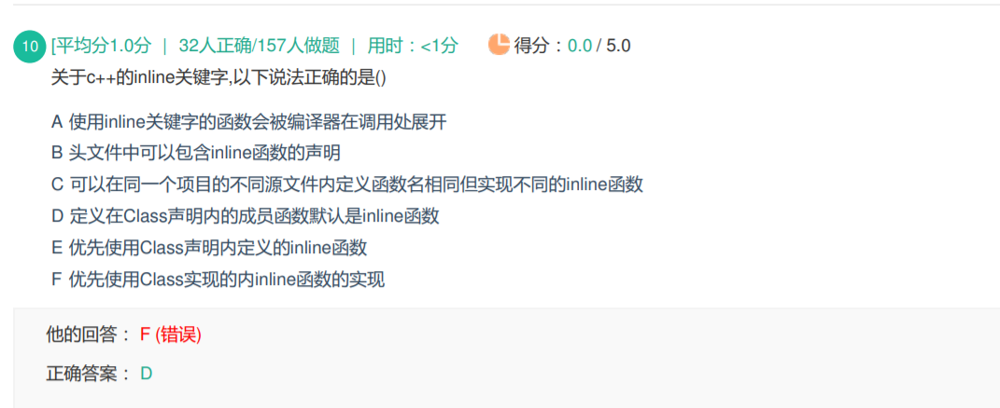 10 [平均分1.0分 | 32人正确/157人做题 | 用时：<1分 得分：0.0 / 5.0
关于c++的inline关键字,以下说法正确的是()
A 使用inline关键字的函数会被编译器在调用处展开
B 头文件中可以包含inline函数的声明
C 可以在同一个项目的不同源文件内定义函数名相同但实现不同的inline函数
D 定义在Class声明内的成员函数默认是inline函数
E 优先使用Class声明内定义的inline函数
F 优先使用Class实现的内inline函数的实现
他的回答： F (错误)
正确答案： D